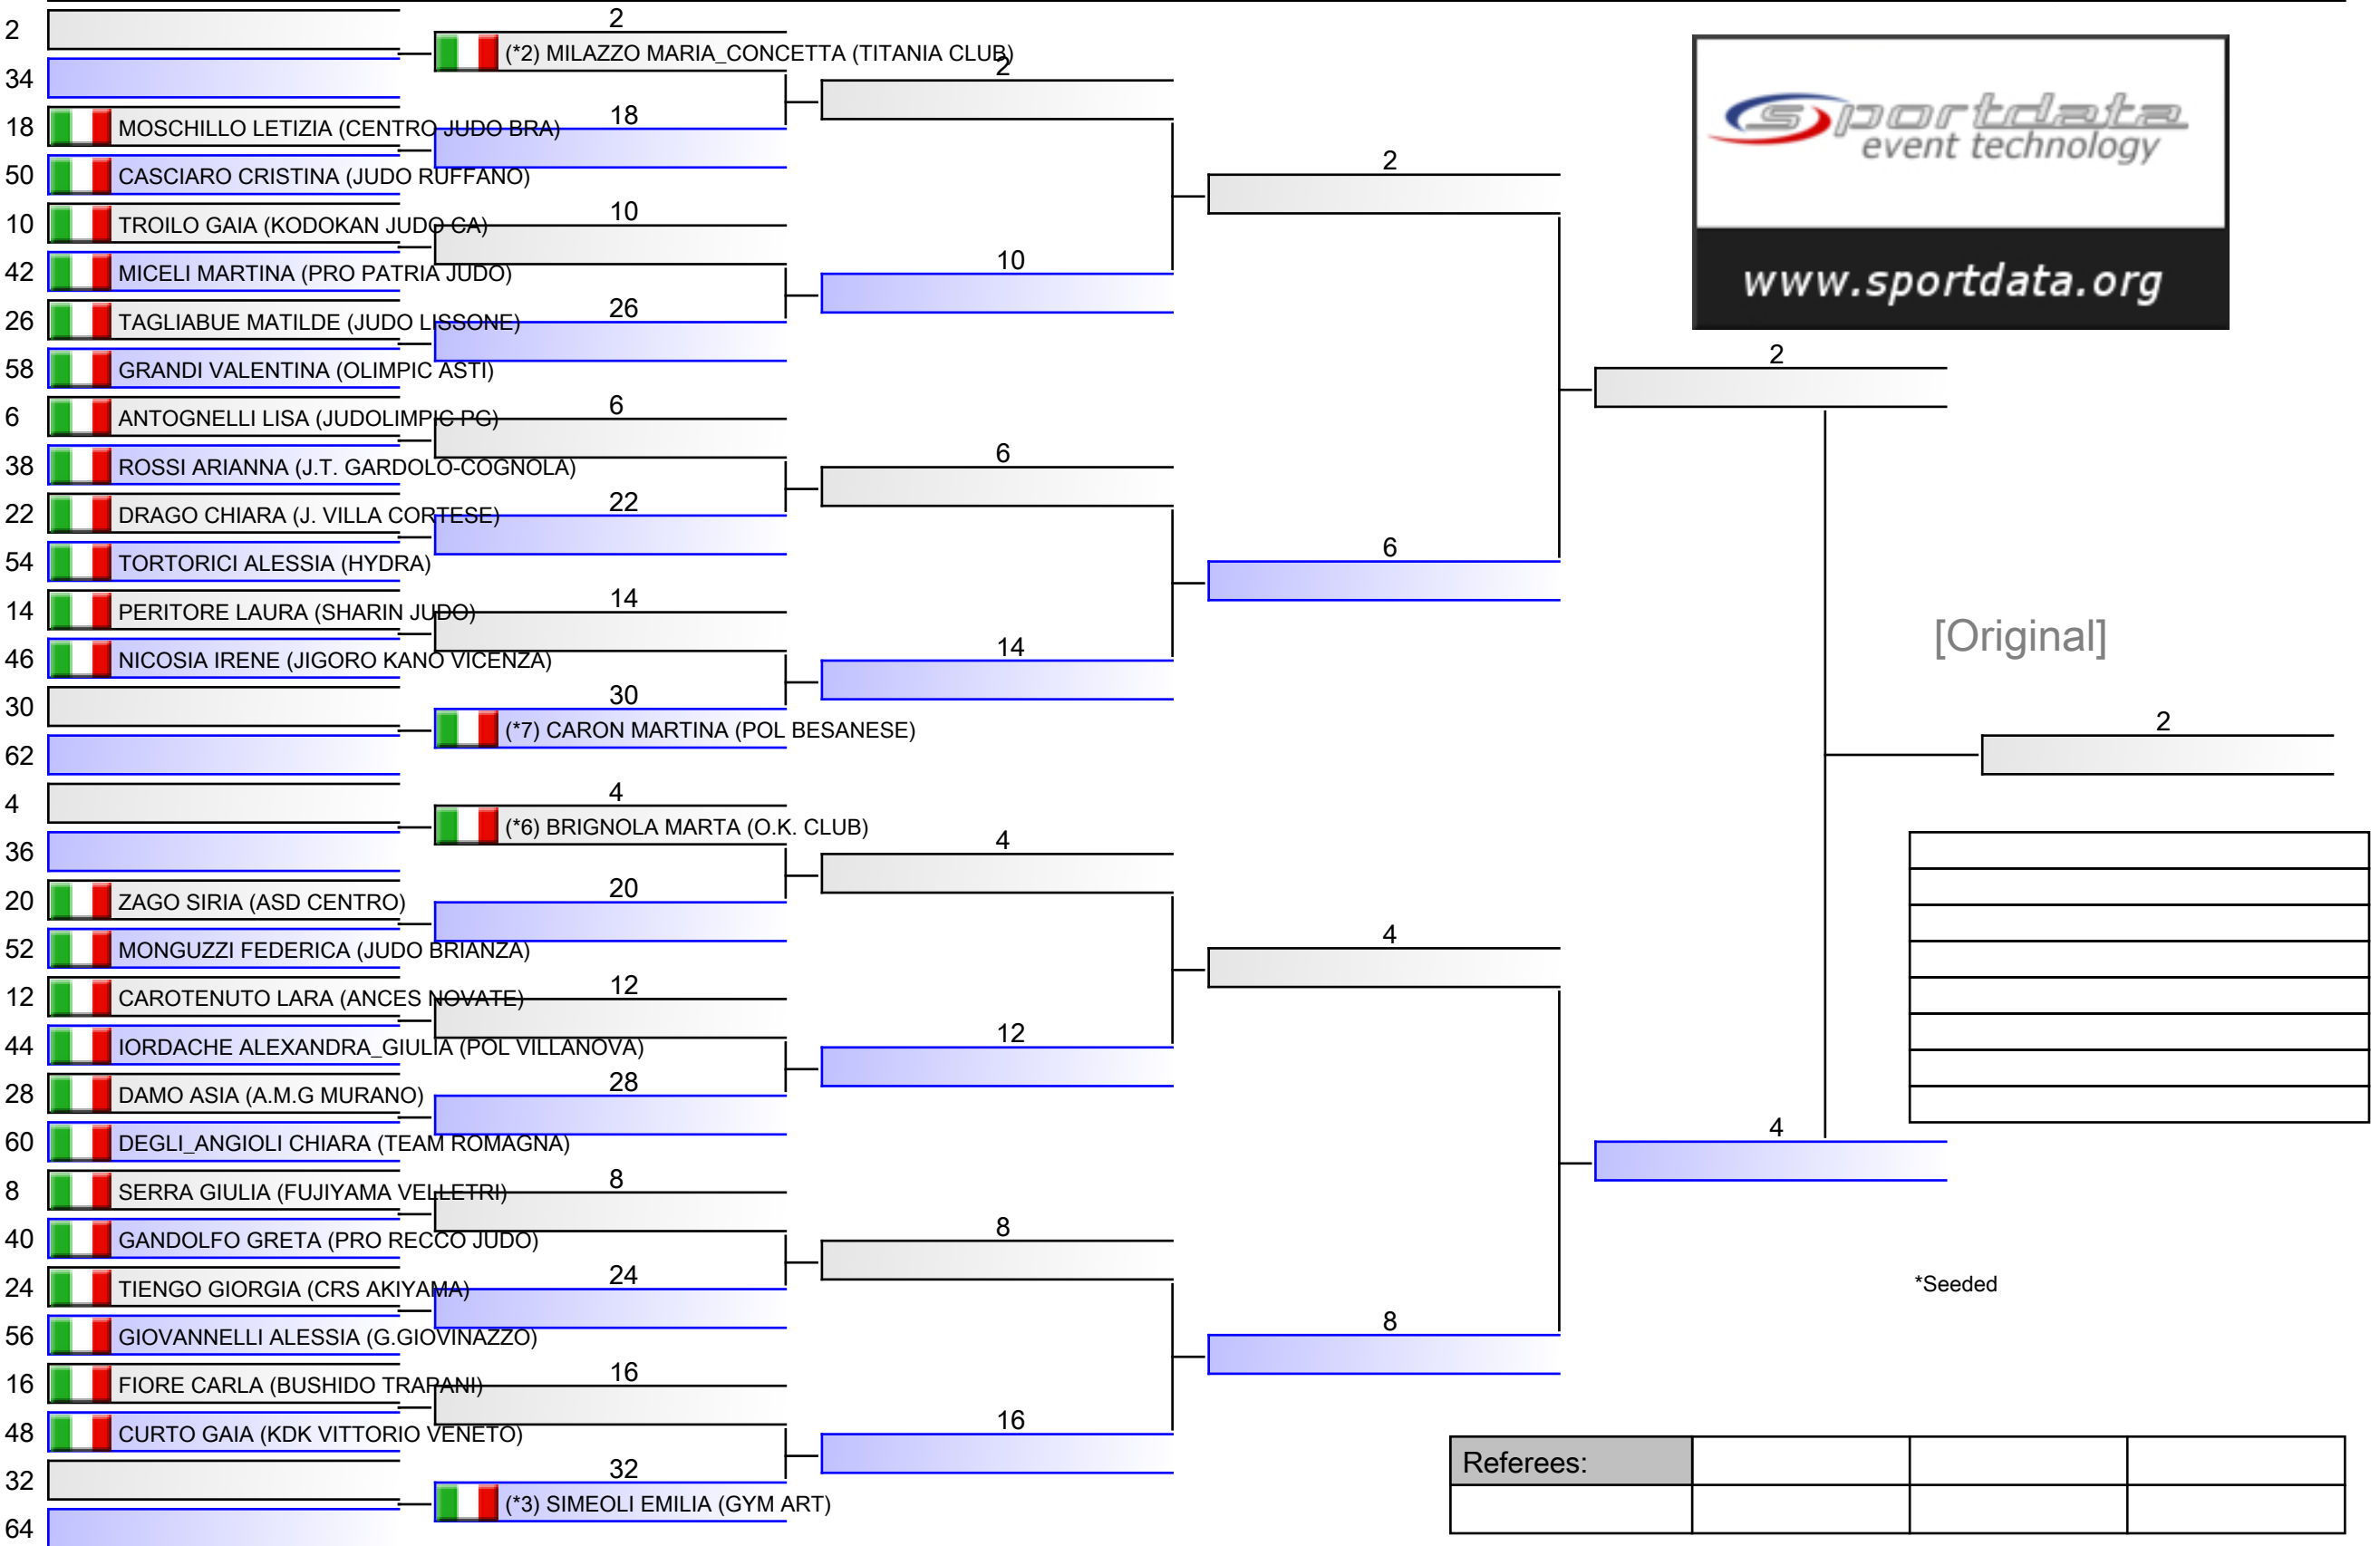 2
34
18 MOSCHILLO LETIZIA (CENTRO JUDO BRA)
50 CASCIARO CRISTINA (JUDO RUFFANO)
10 TROILO GAIA (KODOKAN JUDO CA)
42 MICELI MARTINA (PRO PATRIA JUDO)
26 TAGLIABUE MATILDE (JUDO LISSONE)
58 GRANDI VALENTINA (OLIMPIC ASTI)
6 ANTOGNELLI LISA (JUDOLIMPIC PG)
38 ROSSI ARIANNA (J.T. GARDOLO-COGNOLA)
22 DRAGO CHIARA (J. VILLA CORTESE)
54 TORTORICI ALESSIA (HYDRA)
14 PERITORE LAURA (SHARIN JUDO)
46 NICOSIA IRENE (JIGORO KANO VICENZA)
30
62
4
36
20 ZAGO SIRIA (ASD CENTRO)
52 MONGUZZI FEDERICA (JUDO BRIANZA)
12 CAROTENUTO LARA (ANCES NOVATE)
44 IORDACHE ALEXANDRA_GIULIA (POL VILLANOVA)
28 DAMO ASIA (A.M.G MURANO)
60 DEGLI_ANGIOLI CHIARA (TEAM ROMAGNA)
8 SERRA GIULIA (FUJIYAMA VELLETRI)
40 GANDOLFO GRETA (PRO RECCO JUDO)
24 TIENGO GIORGIA (CRS AKIYAMA)
56 GIOVANNELLI ALESSIA (G.GIOVINAZZO)
16 FIORE CARLA (BUSHIDO TRAPANI)
48 CURTO GAIA (KDK VITTORIO VENETO)
32
64
2
(*2) MILAZZO MARIA_CONCETTA (TITANIA CLUB)
18
10
26
6
22
14
30
(*7) CARON MARTINA (POL BESANESE)
4
(*6) BRIGNOLA MARTA (O.K. CLUB)
20
12
28
8
24
16
32
(*3) SIMEOLI EMILIA (GYM ART)
2
10
6
14
4
12
8
16
2
6
4
8
2
4
2
sportdata
event technology
www.sportdata.org
[Original]
*Seeded
Referees: